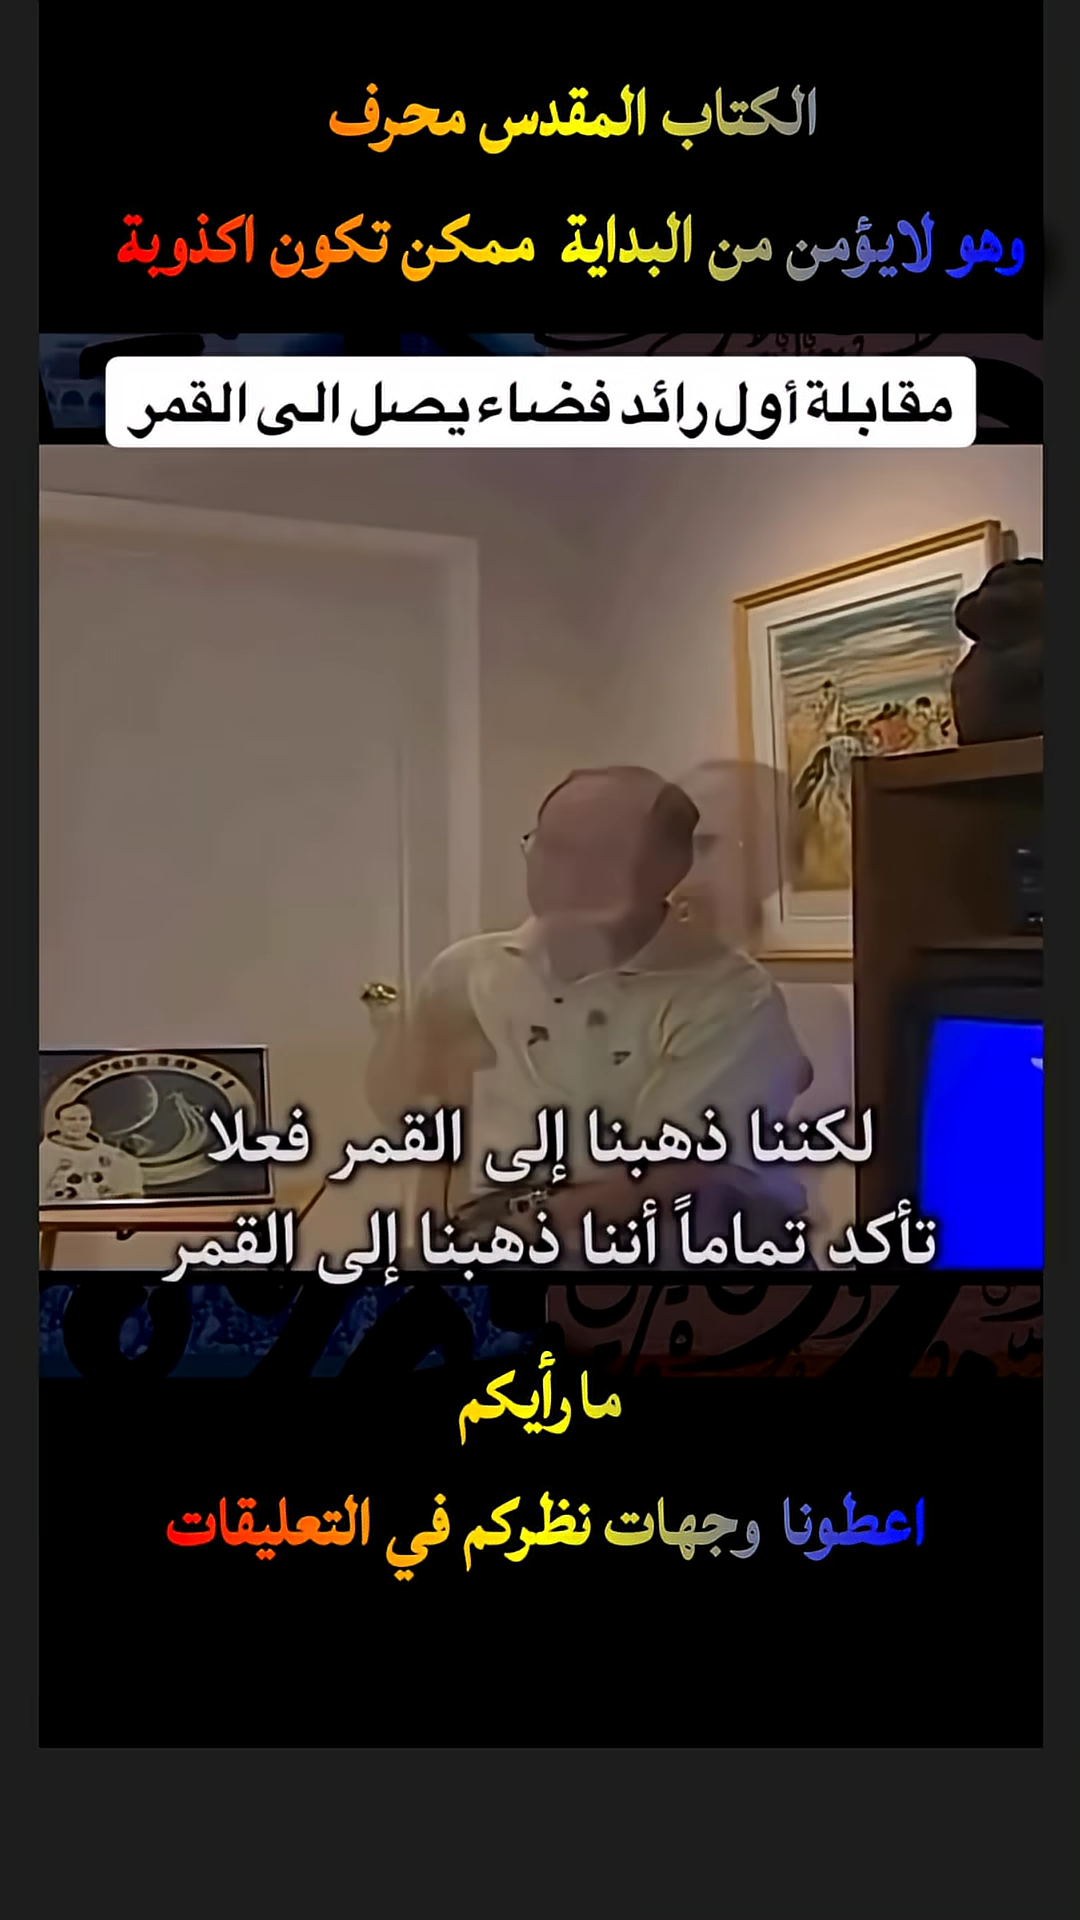 الكتاب المقدس محرف
وهو لايؤمن من البداية ممكن تكون اكذوبة
مقابلة أول رائد فضاء يصل الى القمر
لكننا ذهبنا إلى القمر فعلا
تأكد تماماً أننا ذهبنا إلى القمر
ما رأيكم
اعطونا وجهات نظركم في التعليقات